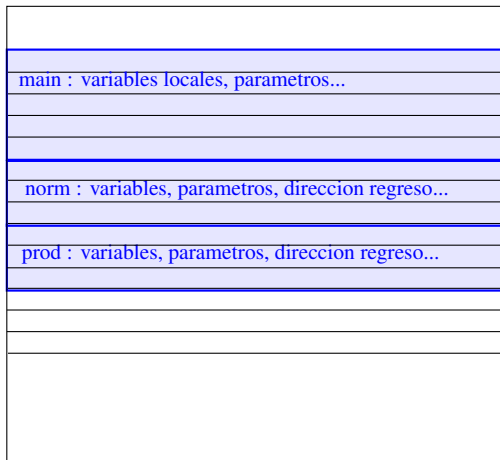 main : variables locales, parametros...
norm : variables, parametros, direccion regreso...
prod : variables, parametros, direccion regreso...